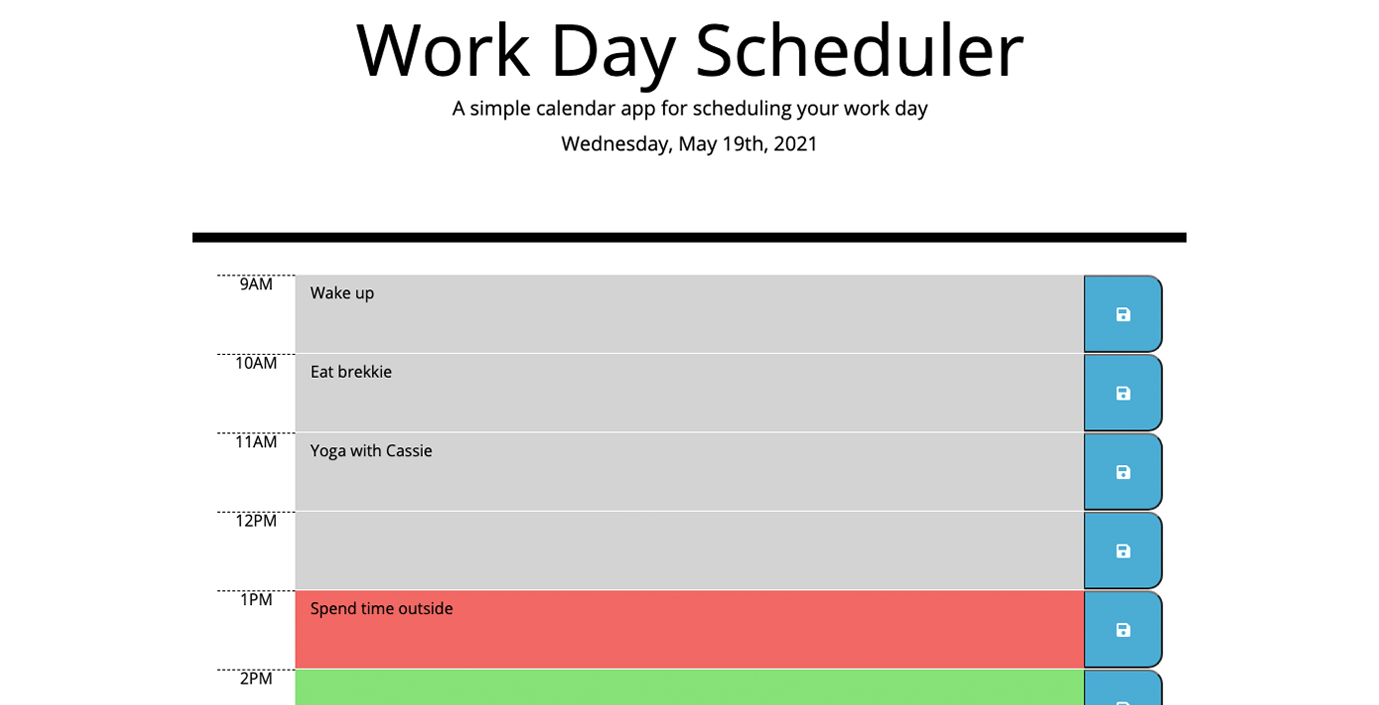 Work Day Scheduler
A simple calendar app for scheduling your work day
Wednesday, May 19th, 2021
9AM
Wake up
10AM
Eat brekkie
11AM
Yoga with Cassie
12PM
1PM
Spend time outside
2PM